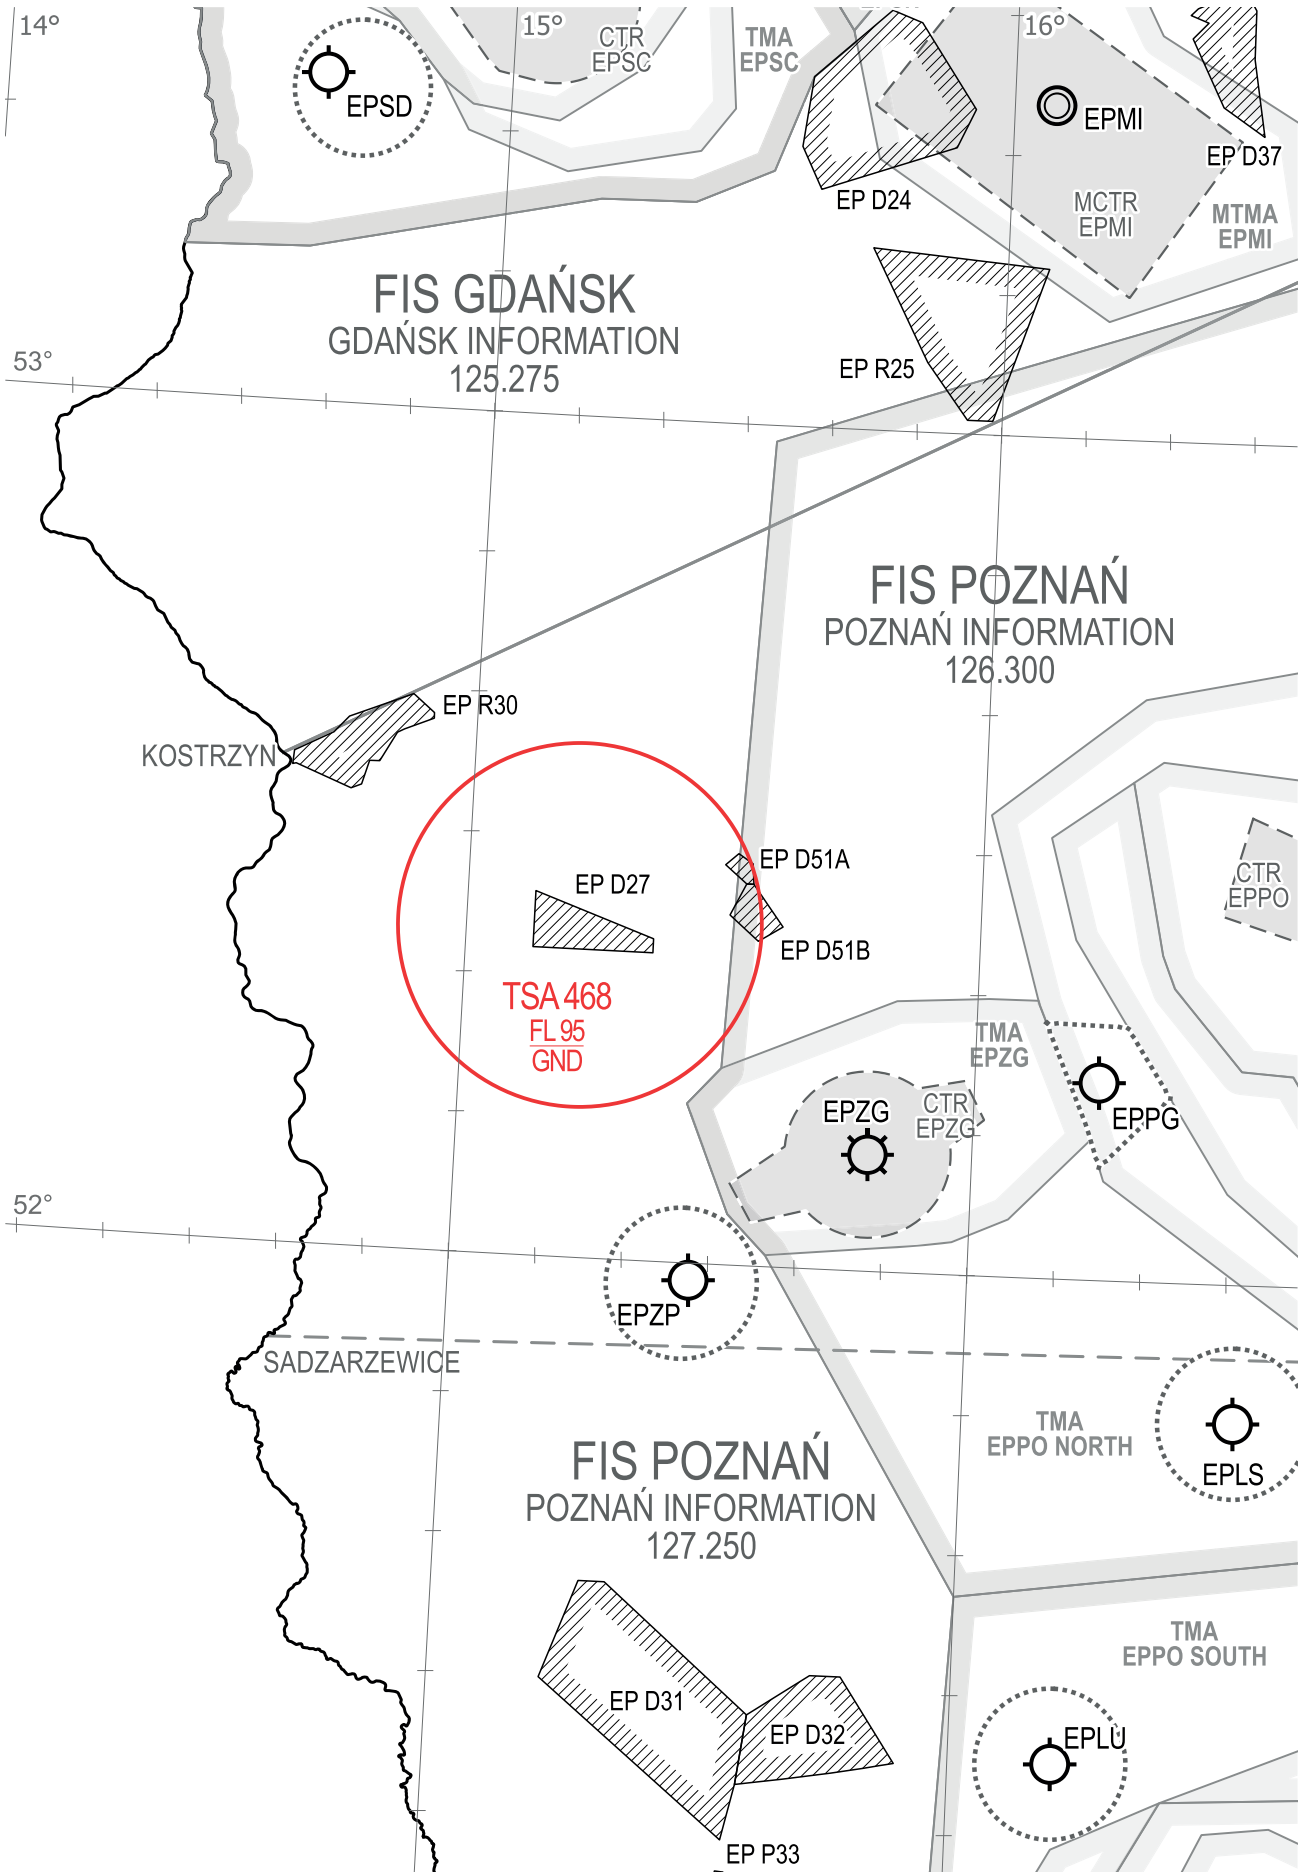 14°
15°
16°
CTR
EPSC
TMA
EPSC
EPSD
EPMI
EP D37
EP D24
MCTR
EPMI
MTMA
EPMI
FIS GDAŃSK
GDAŃSK INFORMATION
125.275
53°
EP R25
FIS POZNAŃ
POZNAŃ INFORMATION
126.300
EP R30
KOSTRZYN
EP D51A
EP D27
CTR
EPPO
EP D51B
TSA 468
FL 95
GND
TMA
EPZG
EPZG
CTR
EPZG
EPPG
52°
EPZP
SADZARZEWICE
TMA
EPPO NORTH
EPLS
FIS POZNAŃ
POZNAŃ INFORMATION
127.250
TMA
EPPO SOUTH
EP D31
EP D32
EPLU
EP P33